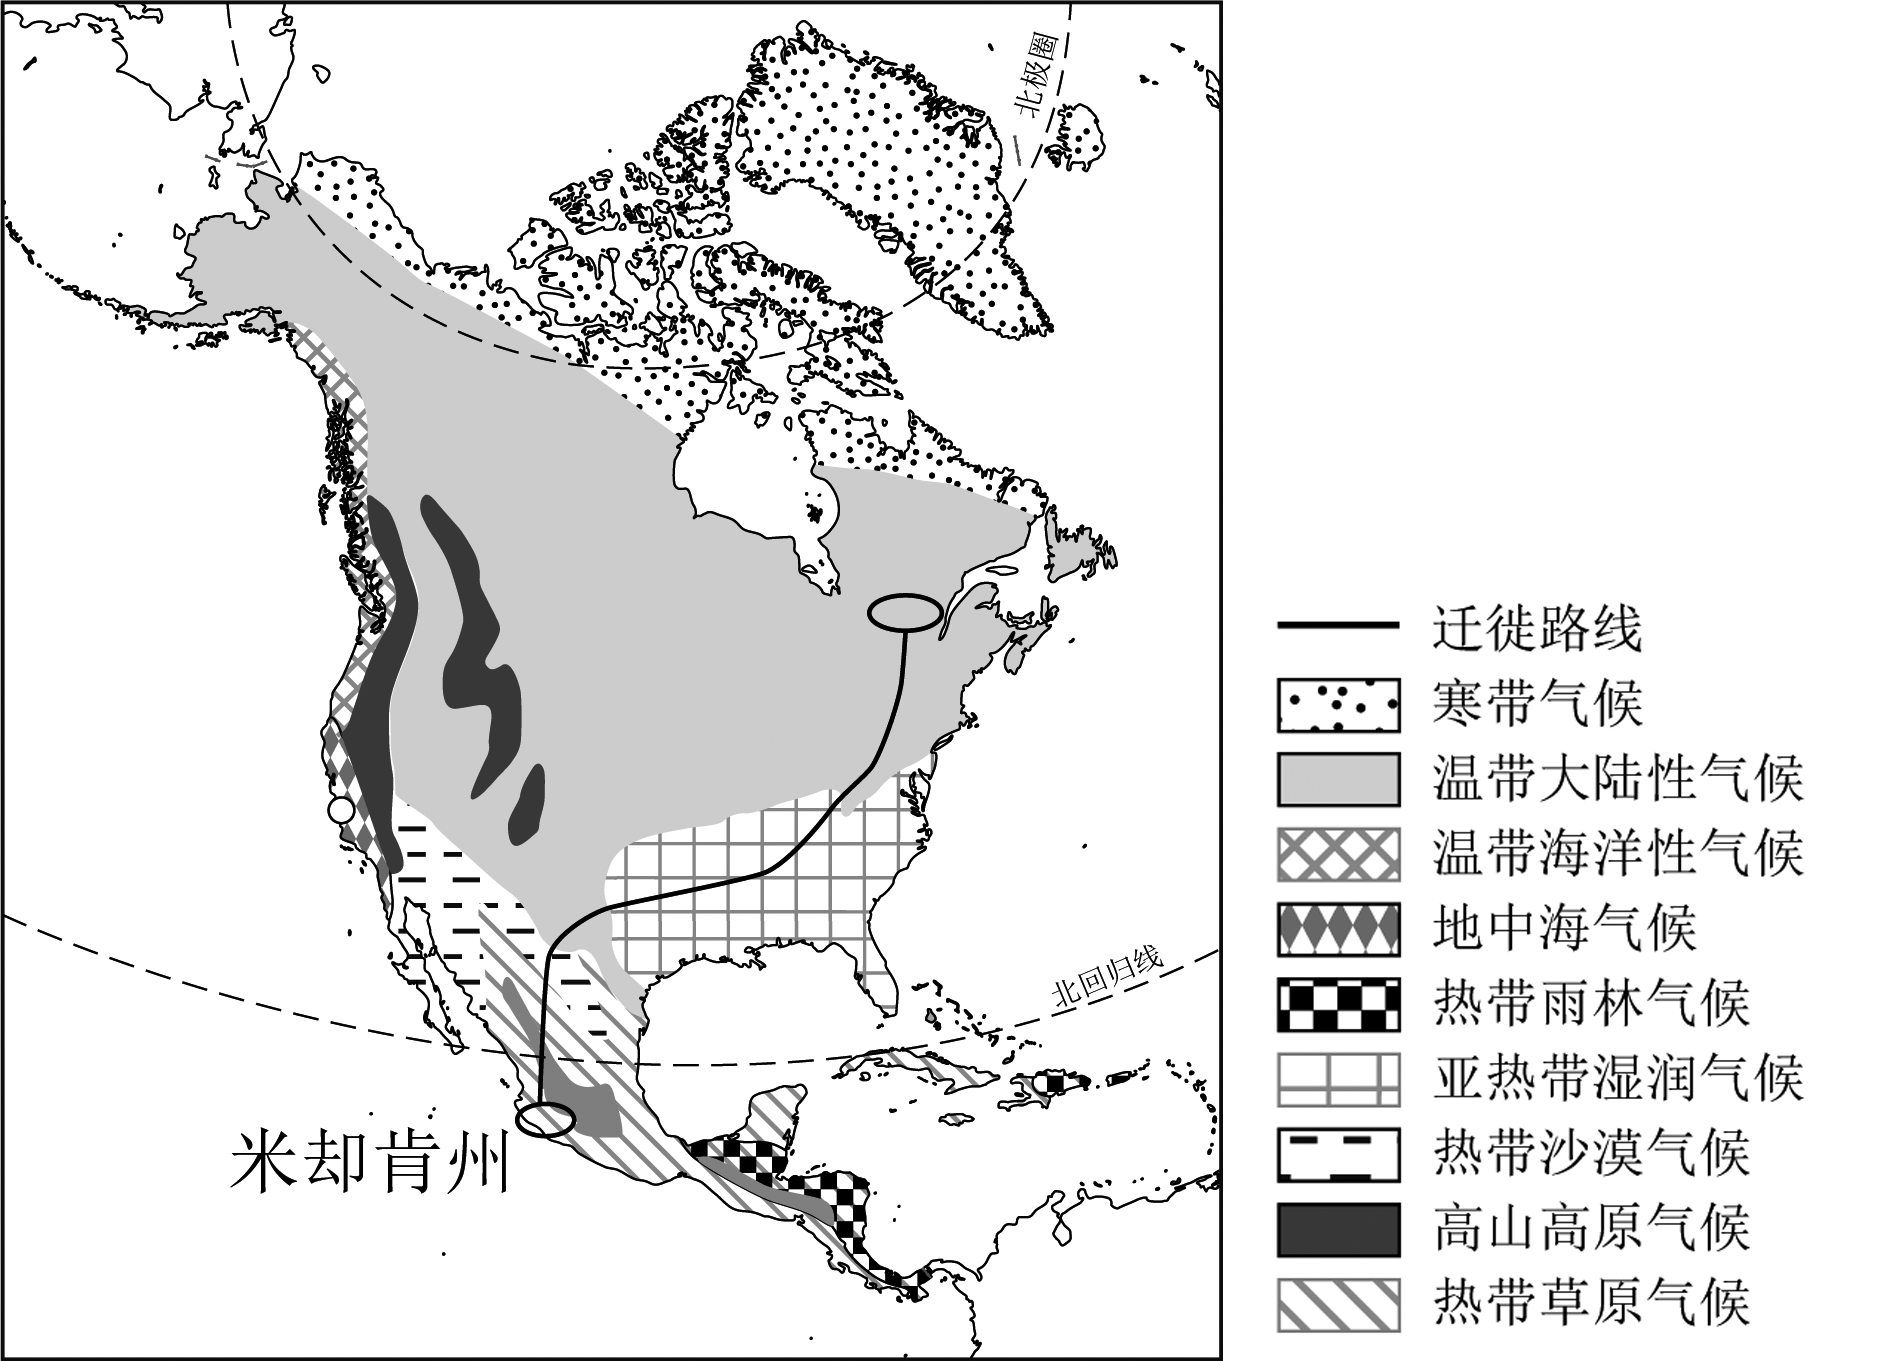 北极圈
北回归线
米却肯州
迁徙路线
寒带气候
温带大陆性气候
温带海洋性气候
地中海气候
热带雨林气候
亚热带湿润气候
热带沙漠气候
高山高原气候
热带草原气候